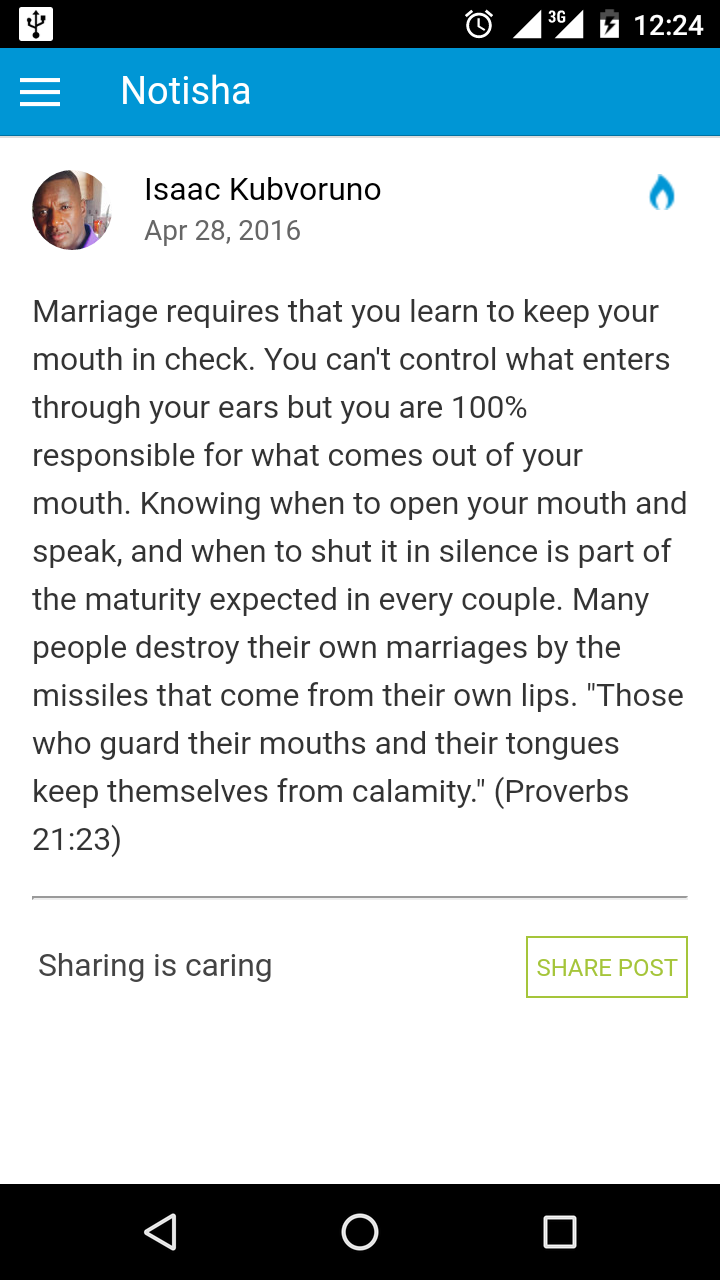 3G 12:24
Notisha
Isaac Kubvoruno
Apr 28, 2016
Marriage requires that you learn to keep your
mouth in check. You can't control what enters
through your ears but you are 100%
responsible for what comes out of your
mouth. Knowing when to open your mouth and
speak, and when to shut it in silence is part of
the maturity expected in every couple. Many
people destroy their own marriages by the
missiles that come from their own lips. "Those
who guard their mouths and their tongues
keep themselves from calamity." (Proverbs
21:23)
Sharing is caring
SHARE POST